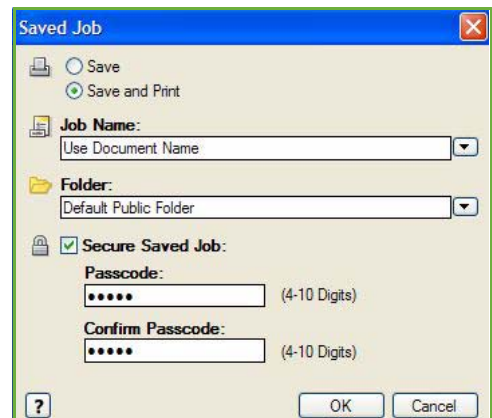 Saved Job
Save
Save and Print
Job Name:
Use Document Name
Folder:
Default Public Folder
Secure Saved Job:
Passcode:
••••• (4-10 Digits)
Confirm Passcode:
••••• (4-10 Digits)
? OK Cancel